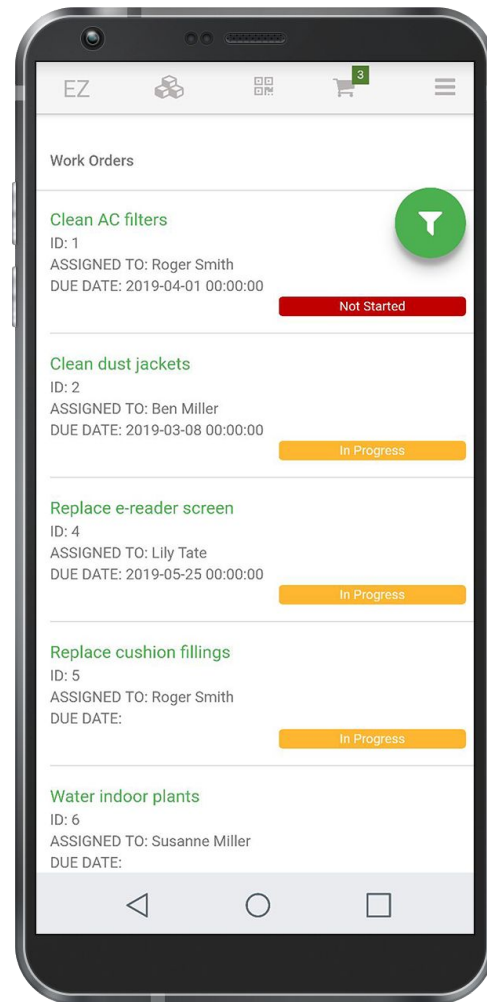 EZ
3
Work Orders
Clean AC filters
ID: 1
ASSIGNED TO: Roger Smith
DUE DATE: 2019-04-01 00:00:00
Not Started
Clean dust jackets
ID: 2
ASSIGNED TO: Ben Miller
DUE DATE: 2019-03-08 00:00:00
In Progress
Replace e-reader screen
ID: 4
ASSIGNED TO: Lily Tate
DUE DATE: 2019-05-25 00:00:00
In Progress
Replace cushion fillings
ID: 5
ASSIGNED TO: Roger Smith
DUE DATE:
In Progress
Water indoor plants
ID: 6
ASSIGNED TO: Susanne Miller
DUE DATE: